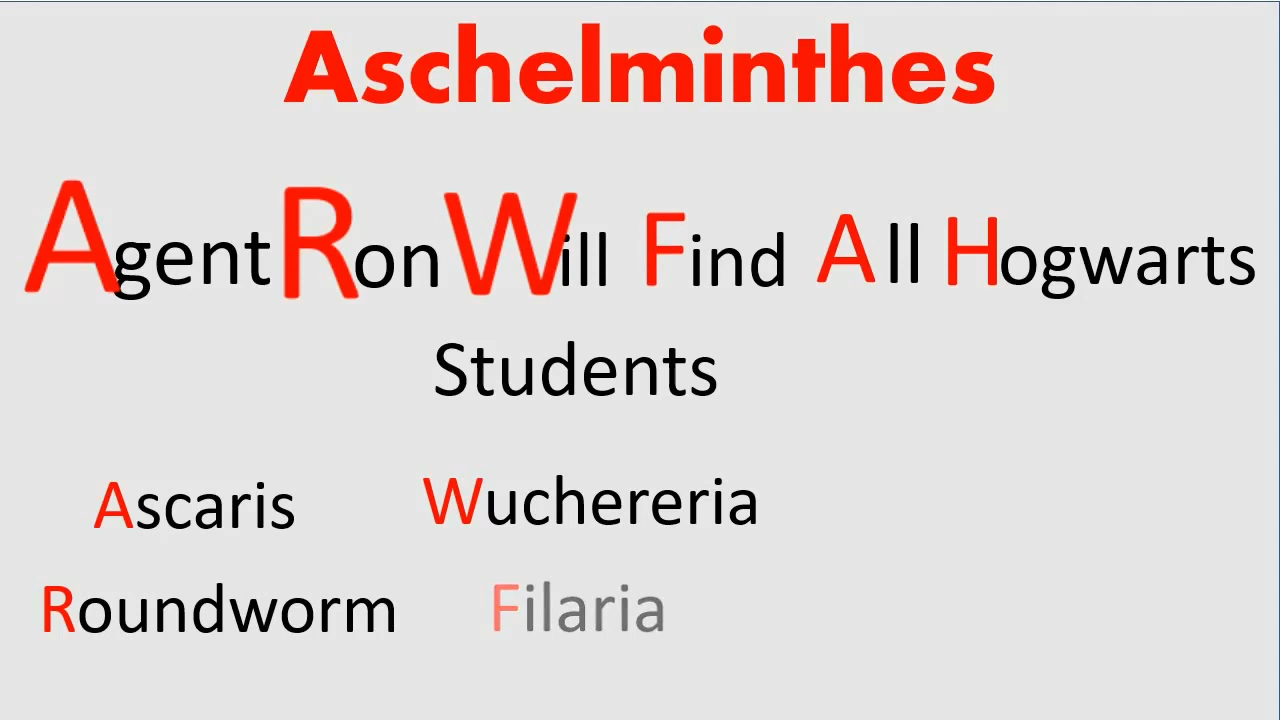 Aschelminthes
Agent Ron Will Find All Hogwarts
Students
Ascaris Wuchereria
Roundworm Filaria